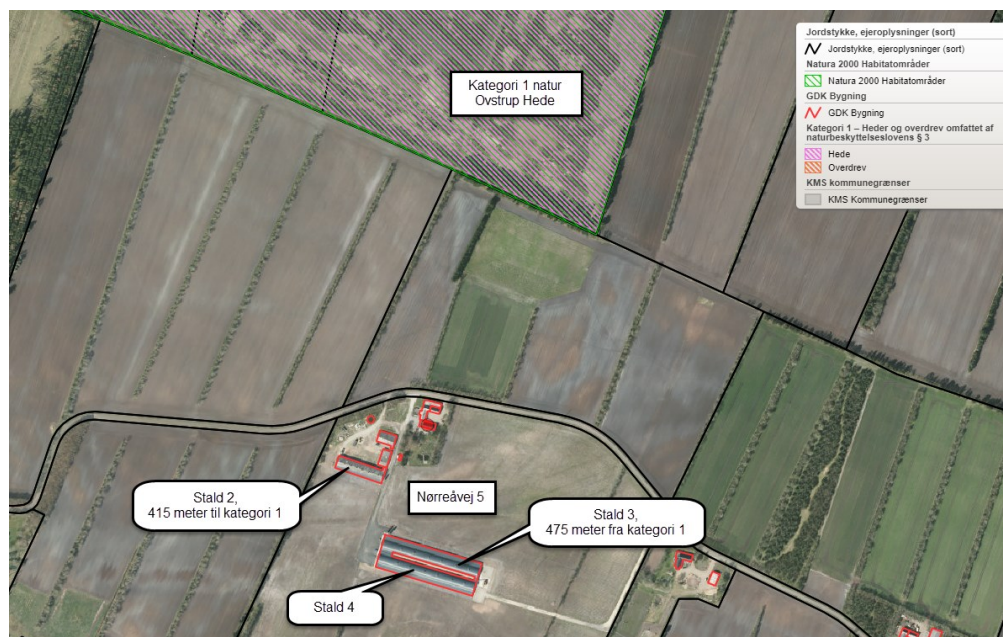 Kategori 1 natur
Ovstrup Hede
Jordstykke, ejeroplysninger (sort)
Jordstykke, ejeroplysninger (sort)
Natura 2000 Habitatområder
Natura 2000 Habitatområder
GDK Bygning
GDK Bygning
Kategori 1 – Heder og overdrev omfattet af
naturbeskyttelseslovens § 3
Hede
Overdrev
KMS kommunegrænser
KMS Kommunegrænser
Stald 2,
415 meter til kategori 1
Nørreåvej 5
Stald 3,
475 meter fra kategori 1
Stald 4